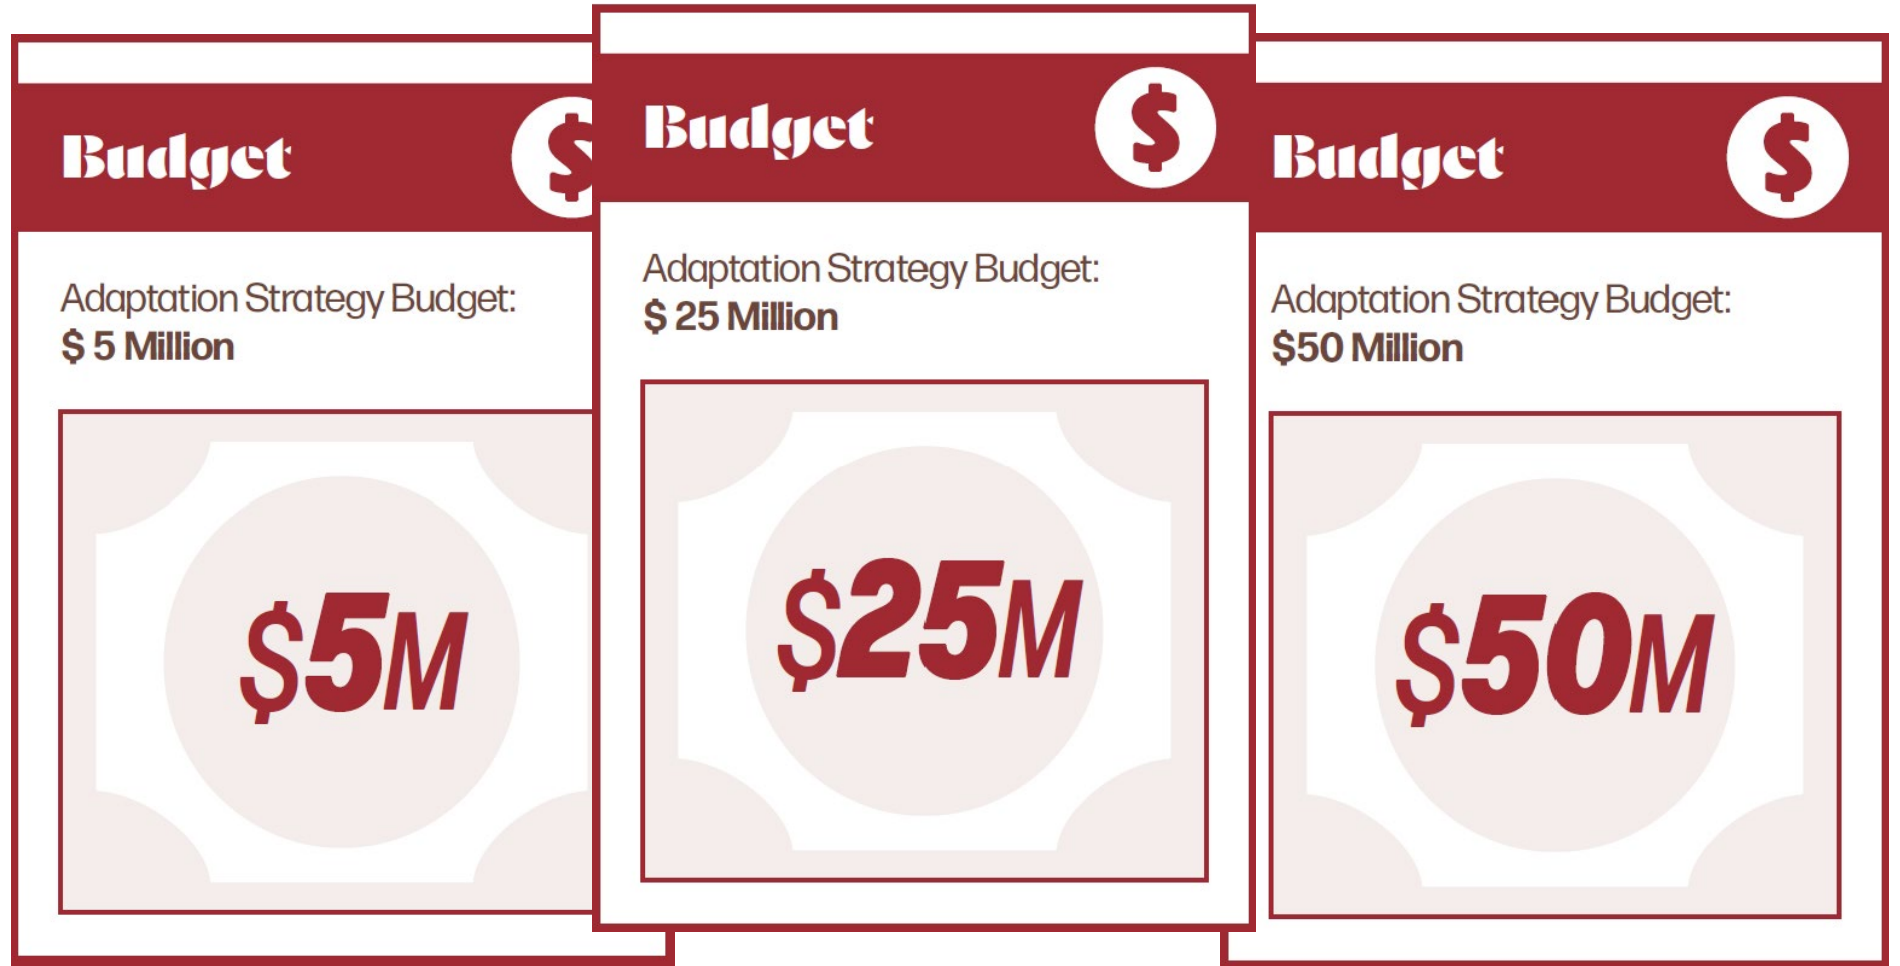 Budget
$
Adaptation Strategy Budget:
$ 5 Million
$5M
Budget
$
Adaptation Strategy Budget:
$ 25 Million
$25M
Budget
$
Adaptation Strategy Budget:
$50 Million
$50M